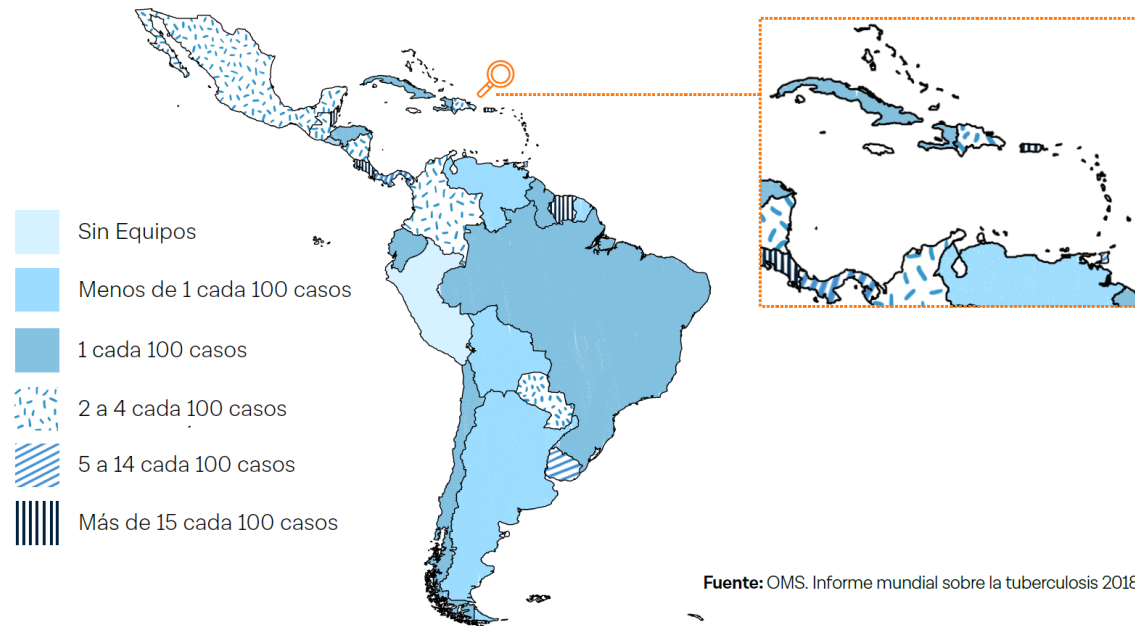 Sin Equipos
Menos de 1 cada 100 casos
1 cada 100 casos
2 a 4 cada 100 casos
5 a 14 cada 100 casos
Más de 15 cada 100 casos
Fuente: OMS. Informe mundial sobre la tuberculosis 2018